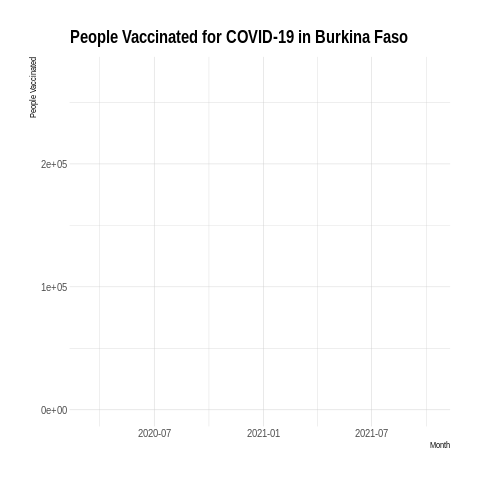 People Vaccinated for COVID-19 in Burkina Faso
People Vaccinated
2e+05
1e+05
0e+00
2020-07
2021-01
2021-07
Month